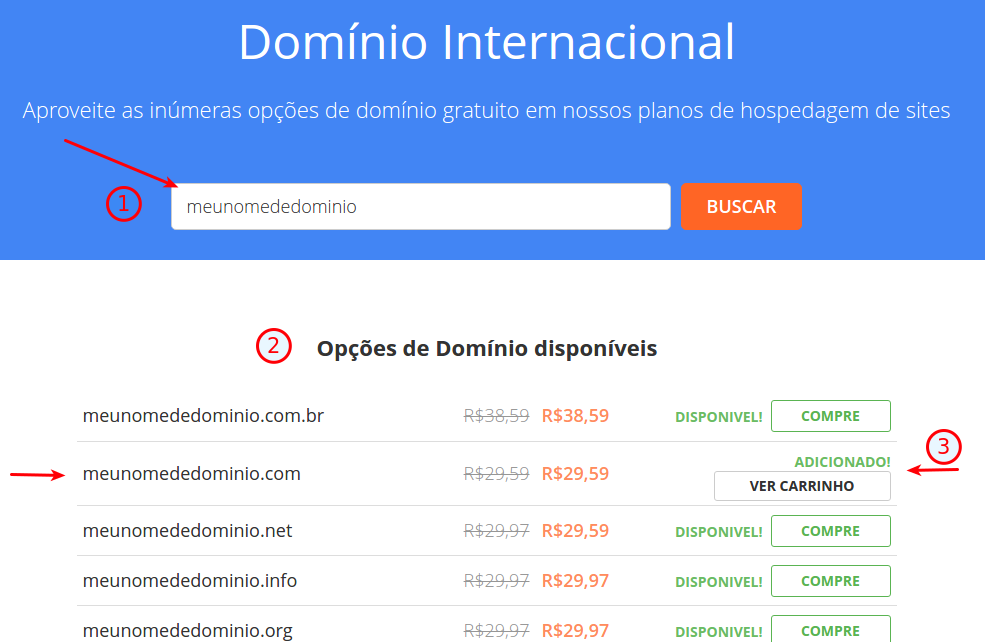 Domínio Internacional
Aproveite as inúmeras opções de domínio gratuito em nossos planos de hospedagem de sites
1 meunomededominio BUSCAR
2 Opções de Domínio disponíveis
meunomededominio.com.br R$38,59 R$38,59 DISPONIVEL! COMPRE
3
ADICIONADO!
meunomededominio.com R$29,59 R$29,59
VER CARRINHO
meunomededominio.net R$29,97 R$29,59 DISPONIVEL! COMPRE
meunomededominio.info R$29,97 R$29,97 DISPONIVEL! COMPRE
meunomededominio.org R$29,97 R$29,97 DISPONIVEL! COMPRE